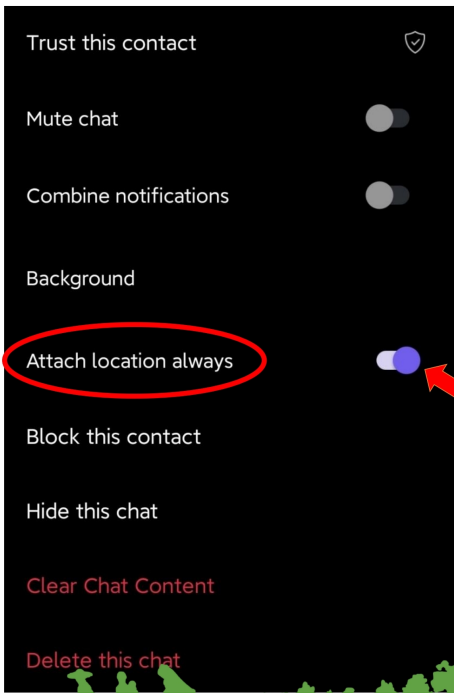 Trust this contact
Mute chat
Combine notifications
Background
Attach location always
Block this contact
Hide this chat
Clear Chat Content
Delete this chat